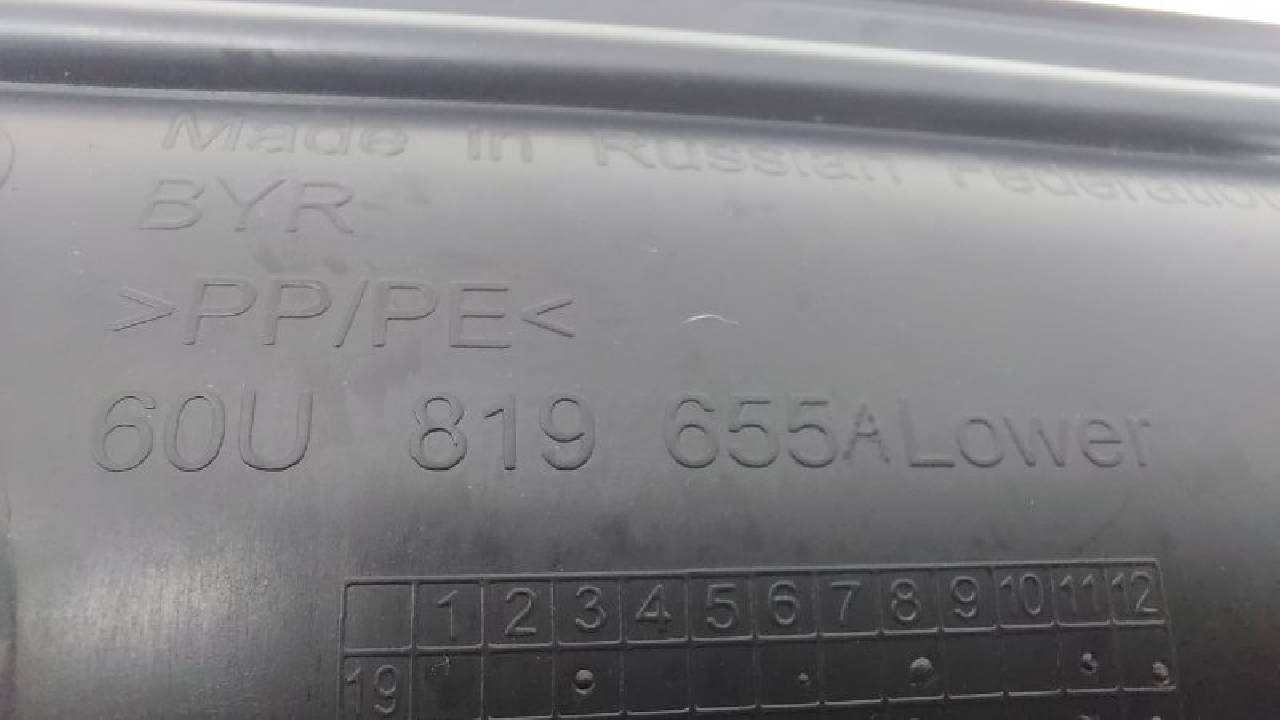 Made in Russian Federation
BYR
>PP/PE<
60U 819 655A Lower
1 2 3 4 5 6 7 8 9 10 11 12
19